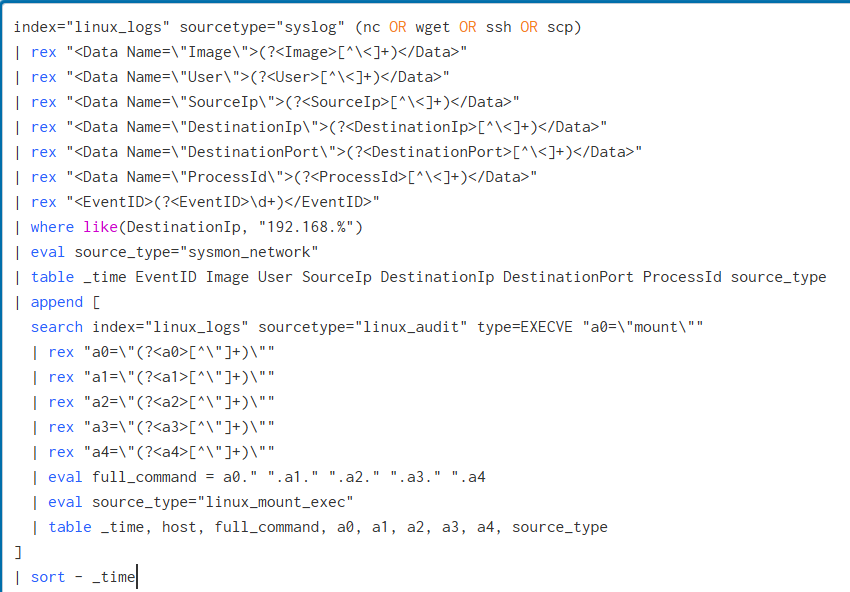 index="linux_logs" sourcetype="syslog" (nc OR wget OR ssh OR scp)
| rex "<Data Name=\"Image\">(?<Image>[^\<]+)</Data>"
| rex "<Data Name=\"User\">(?<User>[^\<]+)</Data>"
| rex "<Data Name=\"SourceIp\">(?<SourceIp>[^\<]+)</Data>"
| rex "<Data Name=\"DestinationIp\">(?<DestinationIp>[^\<]+)</Data>"
| rex "<Data Name=\"DestinationPort\">(?<DestinationPort>[^\<]+)</Data>"
| rex "<Data Name=\"ProcessId\">(?<ProcessId>[^\<]+)</Data>"
| rex "<EventID>(?<EventID>\d+)</EventID>"
| where like(DestinationIp, "192.168.%")
| eval source_type="sysmon_network"
| table _time EventID Image User SourceIp DestinationIp DestinationPort ProcessId source_type
| append [
  search index="linux_logs" sourcetype="linux_audit" type=EXECVE "a0=\"mount\""
  | rex "a0=\"(?<a0>[^\"]+)\""
  | rex "a1=\"(?<a1>[^\"]+)\""
  | rex "a2=\"(?<a2>[^\"]+)\""
  | rex "a3=\"(?<a3>[^\"]+)\""
  | rex "a4=\"(?<a4>[^\"]+)\""
  | eval full_command = a0." ".a1." ".a2." ".a3." ".a4
  | eval source_type="linux_mount_exec"
  | table _time, host, full_command, a0, a1, a2, a3, a4, source_type
]
| sort - _time